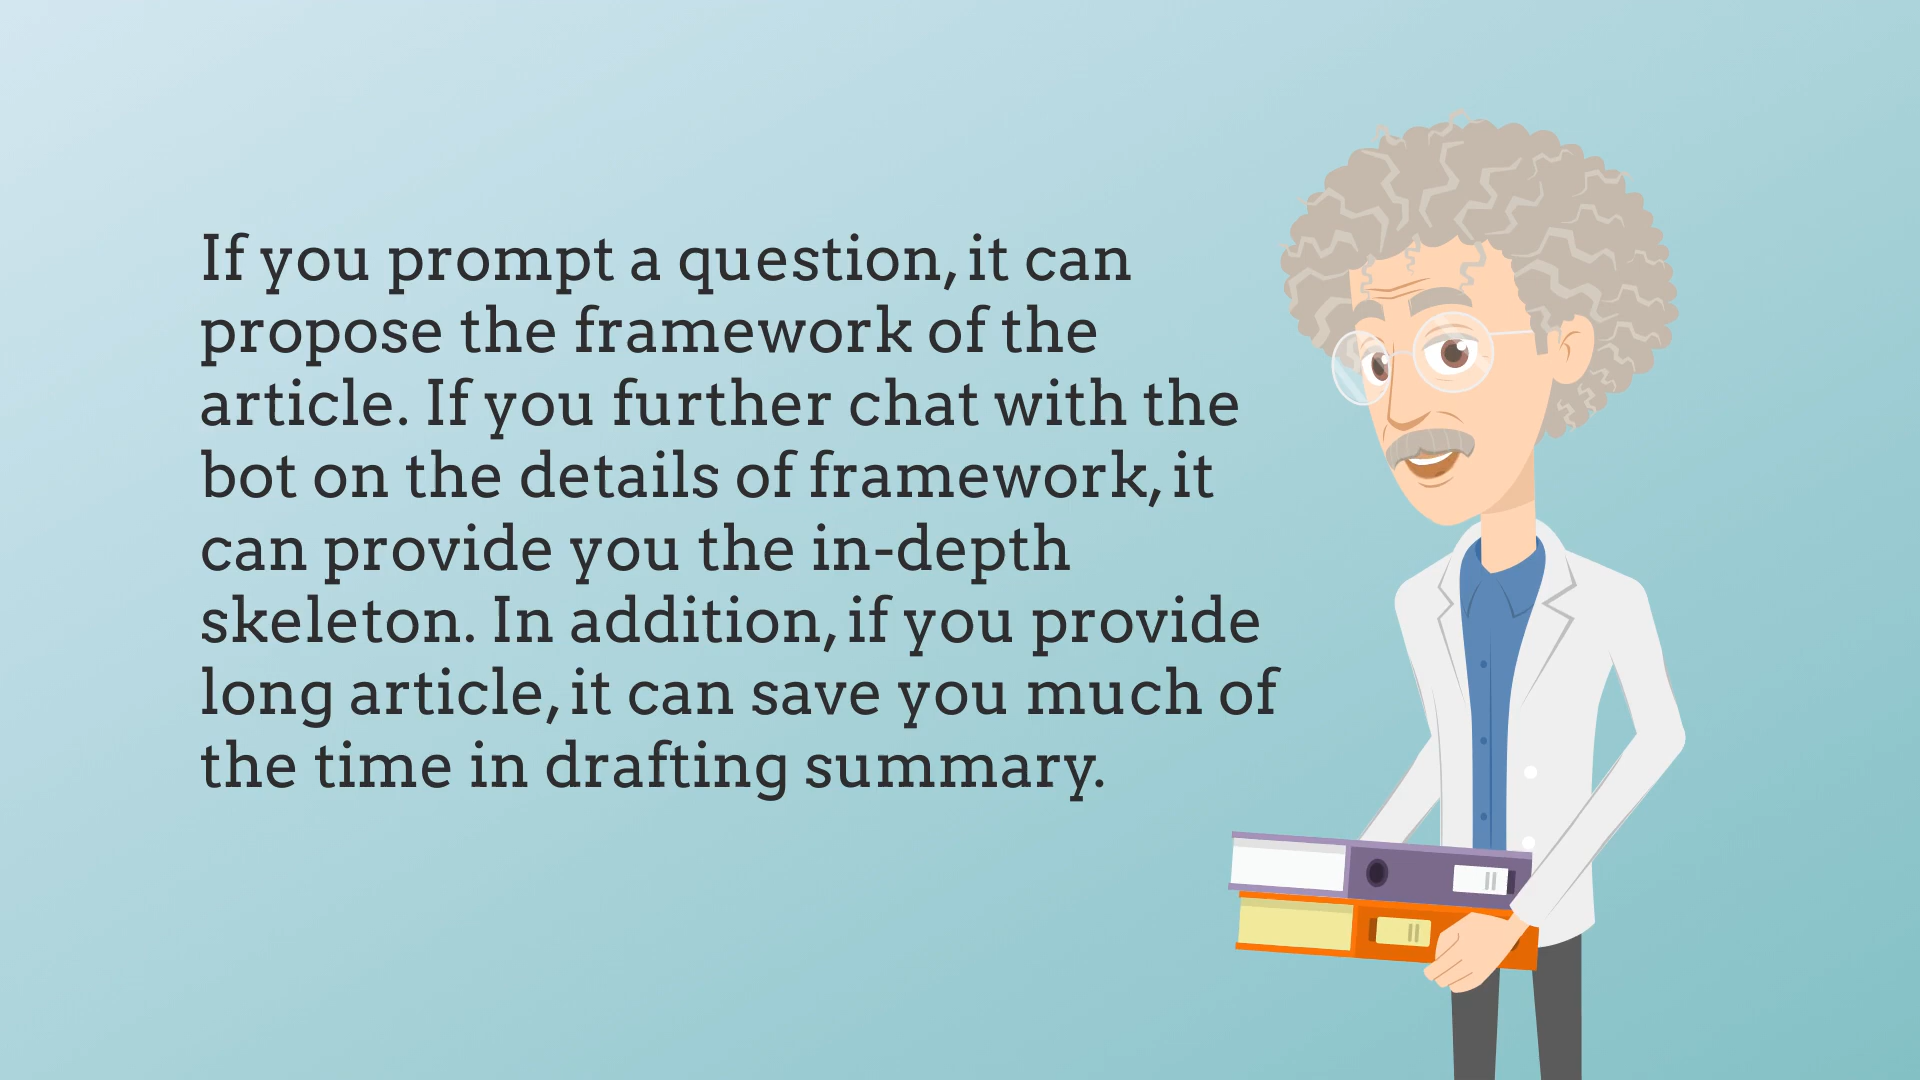 If you prompt a question, it can
propose the framework of the
article. If you further chat with the
bot on the details of framework, it
can provide you the in-depth
skeleton. In addition, if you provide
long article, it can save you much of
the time in drafting summary.